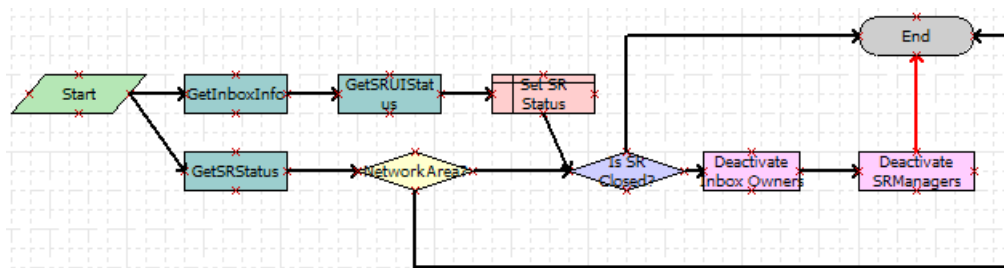 End
Start
GetInboxInfo
GetSRUIStat
us
Set SR
Status
GetSRStatus
NetworkArea?
Is SR
Closed?
Deactivate
Inbox Owners
Deactivate
SRManagers